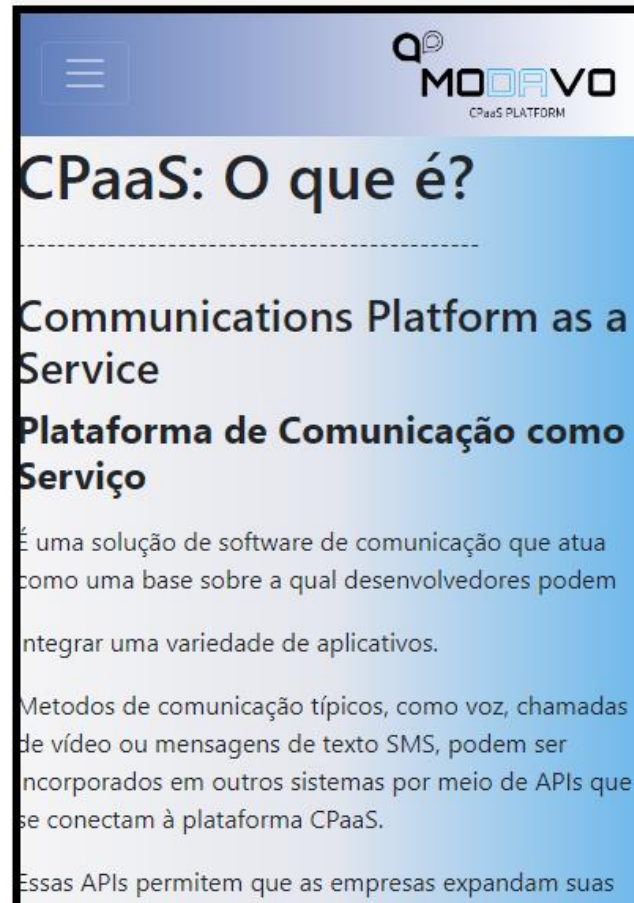 MODAVO
CPaaS PLATFORM
CPaaS: O que é?
-------------------------------------------
Communications Platform as a
Service
Plataforma de Comunicação como
Serviço
É uma solução de software de comunicação que atua
como uma base sobre a qual desenvolvedores podem
integrar uma variedade de aplicativos.
Metodos de comunicação típicos, como voz, chamadas
de vídeo ou mensagens de texto SMS, podem ser
incorporados em outros sistemas por meio de APIs que
se conectam à plataforma CPaaS.
Essas APIs permitem que as empresas expandam suas